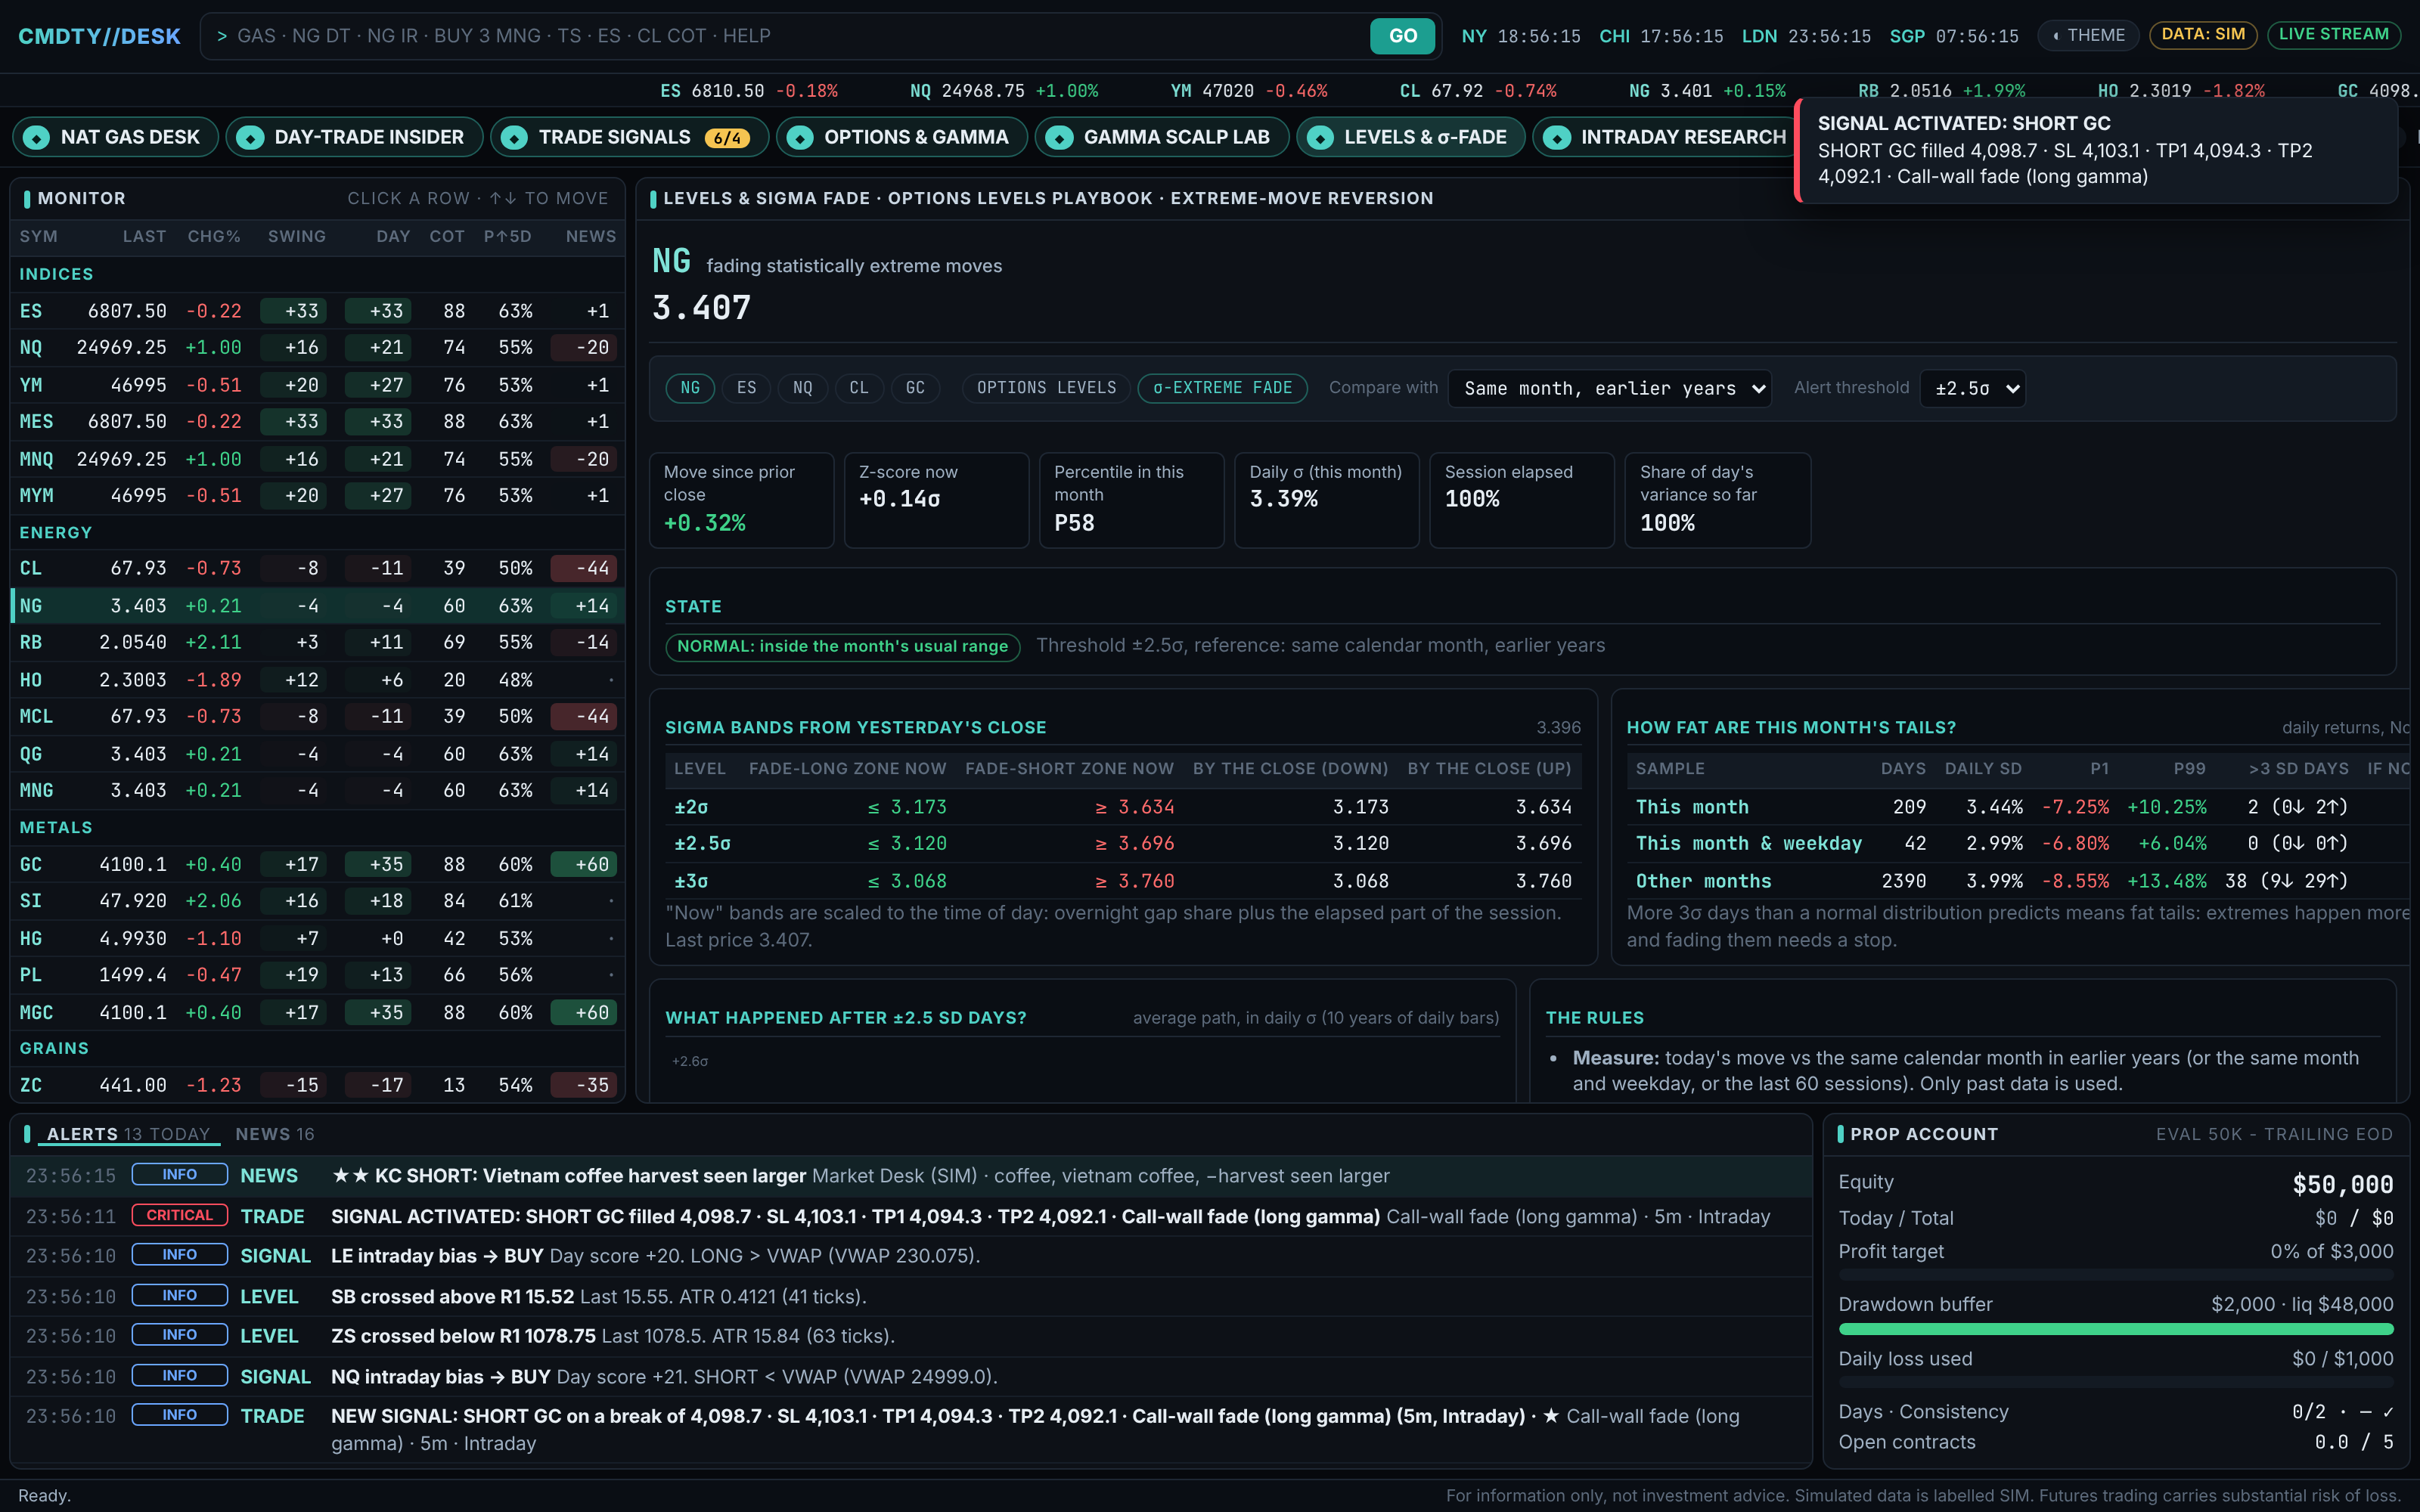 CMDTY//DESK
> GAS · NG DT · NG IR · BUY 3 MNG · TS · ES · CL COT · HELP
GO
NY 18:56:15 CHI 17:56:15 LDN 23:56:15 SGP 07:56:15
THEME
DATA: SIM
LIVE STREAM
ES 6810.50 -0.18% NQ 24968.75 +1.00% YM 47020 -0.46% CL 67.92 -0.74% NG 3.401 +0.15% RB 2.0516 +1.99% HO 2.3019 -1.82% GC 4098.
NAT GAS DESK
DAY-TRADE INSIDER
TRADE SIGNALS 6/4
OPTIONS & GAMMA
GAMMA SCALP LAB
LEVELS & σ-FADE
INTRADAY RESEARCH
SIGNAL ACTIVATED: SHORT GC
SHORT GC filled 4,098.7 · SL 4,103.1 · TP1 4,094.3 · TP2
4,092.1 · Call-wall fade (long gamma)
MONITOR CLICK A ROW · ↑↓ TO MOVE
SYM LAST CHG% SWING DAY COT P↑5D NEWS
INDICES
ES 6807.50 -0.22 +33 +33 88 63% +1
NQ 24969.25 +1.00 +16 +21 74 55% -20
YM 46995 -0.51 +20 +27 76 53% +1
MES 6807.50 -0.22 +33 +33 88 63% +1
MNQ 24969.25 +1.00 +16 +21 74 55% -20
MYM 46995 -0.51 +20 +27 76 53% +1
ENERGY
CL 67.93 -0.73 -8 -11 39 50% -44
NG 3.403 +0.21 -4 -4 60 63% +14
RB 2.0540 +2.11 +3 +11 69 55% -14
HO 2.3003 -1.89 +12 +6 20 48% ·
MCL 67.93 -0.73 -8 -11 39 50% -44
QG 3.403 +0.21 -4 -4 60 63% +14
MNG 3.403 +0.21 -4 -4 60 63% +14
METALS
GC 4100.1 +0.40 +17 +35 88 60% +60
SI 47.920 +2.06 +16 +18 84 61% ·
HG 4.9930 -1.10 +7 +0 42 53% ·
PL 1499.4 -0.47 +19 +13 66 56% ·
MGC 4100.1 +0.40 +17 +35 88 60% +60
GRAINS
ZC 441.00 -1.23 -15 -17 13 54% -35
LEVELS & SIGMA FADE · OPTIONS LEVELS PLAYBOOK · EXTREME-MOVE REVERSION
NG fading statistically extreme moves
3.407
NG ES NQ CL GC OPTIONS LEVELS σ-EXTREME FADE Compare with Same month, earlier years Alert threshold ±2.5σ
Move since prior close
+0.32%
Z-score now
+0.14σ
Percentile in this month
P58
Daily σ (this month)
3.39%
Session elapsed
100%
Share of day's variance so far
100%
STATE
NORMAL: inside the month's usual range Threshold ±2.5σ, reference: same calendar month, earlier years
SIGMA BANDS FROM YESTERDAY'S CLOSE 3.396
LEVEL FADE-LONG ZONE NOW FADE-SHORT ZONE NOW BY THE CLOSE (DOWN) BY THE CLOSE (UP)
±2σ ≤ 3.173 ≥ 3.634 3.173 3.634
±2.5σ ≤ 3.120 ≥ 3.696 3.120 3.696
±3σ ≤ 3.068 ≥ 3.760 3.068 3.760
"Now" bands are scaled to the time of day: overnight gap share plus the elapsed part of the session.
Last price 3.407.
HOW FAT ARE THIS MONTH'S TAILS? daily returns, No
SAMPLE DAYS DAILY SD P1 P99 >3 SD DAYS IF NO
This month 209 3.44% -7.25% +10.25% 2 (0↓ 2↑)
This month & weekday 42 2.99% -6.80% +6.04% 0 (0↓ 0↑)
Other months 2390 3.99% -8.55% +13.48% 38 (9↓ 29↑)
More 3σ days than a normal distribution predicts means fat tails: extremes happen more
and fading them needs a stop.
WHAT HAPPENED AFTER ±2.5 SD DAYS? average path, in daily σ (10 years of daily bars)
+2.6σ
THE RULES
• Measure: today's move vs the same calendar month in earlier years (or the same month
and weekday, or the last 60 sessions). Only past data is used.
ALERTS 13 TODAY NEWS 16
23:56:15 INFO NEWS ★★ KC SHORT: Vietnam coffee harvest seen larger Market Desk (SIM) · coffee, vietnam coffee, −harvest seen larger
23:56:11 CRITICAL TRADE SIGNAL ACTIVATED: SHORT GC filled 4,098.7 · SL 4,103.1 · TP1 4,094.3 · TP2 4,092.1 · Call-wall fade (long gamma) Call-wall fade (long gamma) · 5m · Intraday
23:56:10 INFO SIGNAL LE intraday bias → BUY Day score +20. LONG > VWAP (VWAP 230.075).
23:56:10 INFO LEVEL SB crossed above R1 15.52 Last 15.55. ATR 0.4121 (41 ticks).
23:56:10 INFO LEVEL ZS crossed below R1 1078.75 Last 1078.5. ATR 15.84 (63 ticks).
23:56:10 INFO SIGNAL NQ intraday bias → BUY Day score +21. SHORT < VWAP (VWAP 24999.0).
23:56:10 INFO TRADE NEW SIGNAL: SHORT GC on a break of 4,098.7 · SL 4,103.1 · TP1 4,094.3 · TP2 4,092.1 · Call-wall fade (long gamma) (5m, Intraday) · ★ Call-wall fade (long
gamma) · 5m · Intraday
PROP ACCOUNT EVAL 50K - TRAILING EOD
Equity $50,000
Today / Total $0 / $0
Profit target 0% of $3,000
Drawdown buffer $2,000 · liq $48,000
Daily loss used $0 / $1,000
Days · Consistency 0/2 · — ✓
Open contracts 0.0 / 5
Ready.
For information only, not investment advice. Simulated data is labelled SIM. Futures trading carries substantial risk of loss.